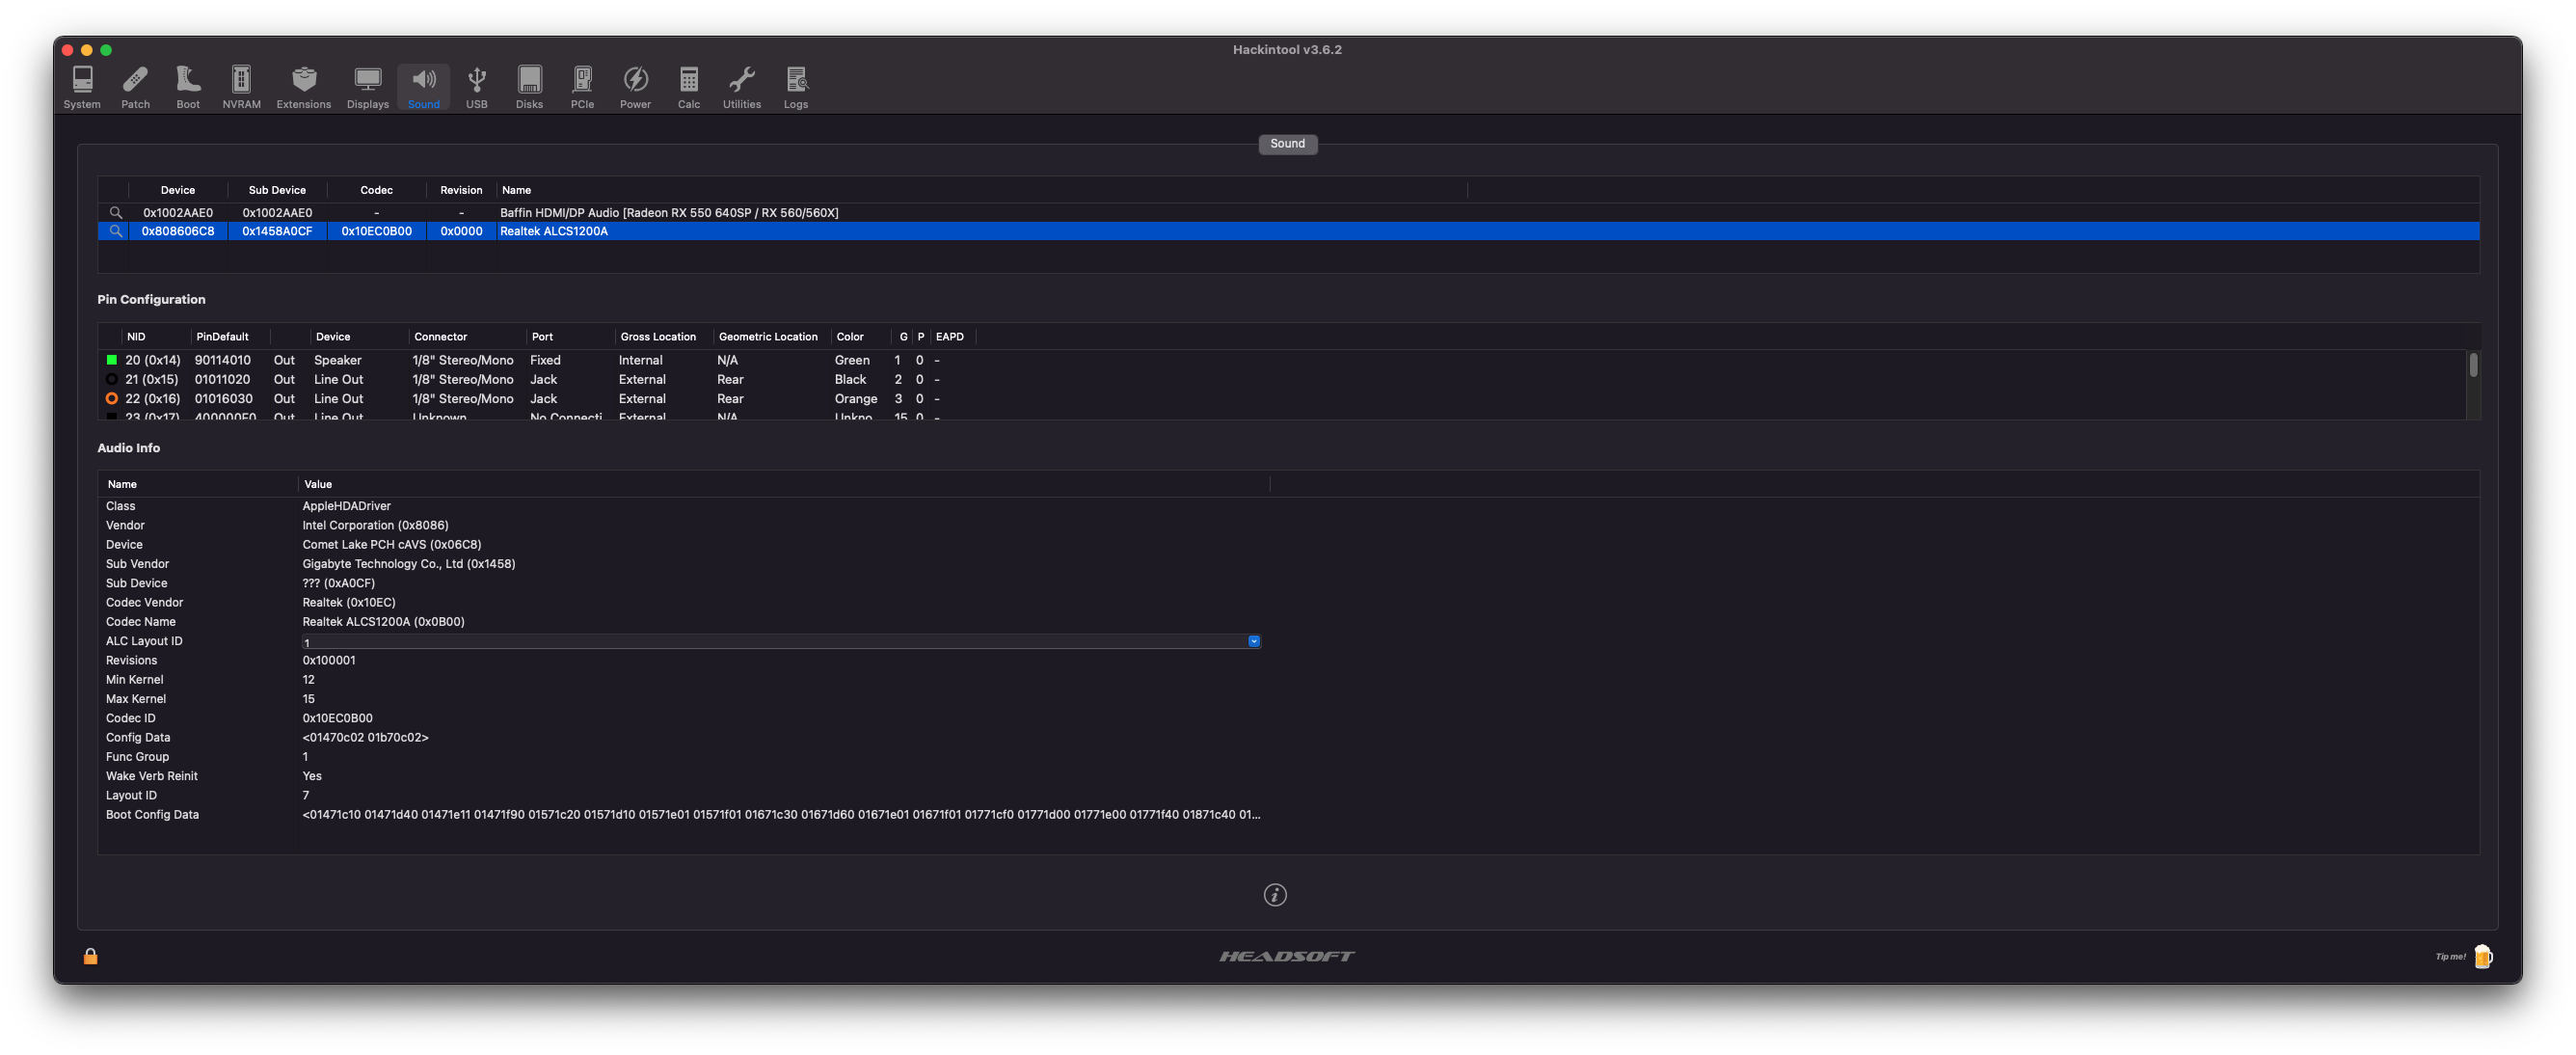 Hackintool v3.6.2
System Patch Boot NVRAM Extensions Displays Sound USB Disks PCIe Power Calc Utilities Logs
Sound
Device Sub Device Codec Revision Name
0x1002AAE0 0x1002AAE0 - - Baffin HDMI/DP Audio [Radeon RX 550 640SP / RX 560/560X]
0x808606C8 0x1458A0CF 0x10EC0B00 0x0000 Realtek ALCS1200A
Pin Configuration
NID PinDefault Device Connector Port Gross Location Geometric Location Color G P EAPD
20 (0x14) 90114010 Out Speaker 1/8" Stereo/Mono Fixed Internal N/A Green 1 0 -
21 (0x15) 01011020 Out Line Out 1/8" Stereo/Mono Jack External Rear Black 2 0 -
22 (0x16) 01016030 Out Line Out 1/8" Stereo/Mono Jack External Rear Orange 3 0 -
23 (0x17) 400000F0 Out Line Out Unknown No Connecti External N/A Unkno 15 0 -
Audio Info
Name Value
Class AppleHDADriver
Vendor Intel Corporation (0x8086)
Device Comet Lake PCH cAVS (0x06C8)
Sub Vendor Gigabyte Technology Co., Ltd (0x1458)
Sub Device ??? (0xA0CF)
Codec Vendor Realtek (0x10EC)
Codec Name Realtek ALCS1200A (0x0B00)
ALC Layout ID 1
Revisions 0x100001
Min Kernel 12
Max Kernel 15
Codec ID 0x10EC0B00
Config Data <01470c02 01b70c02>
Func Group 1
Wake Verb Reinit Yes
Layout ID 7
Boot Config Data <01471c10 01471d40 01471e11 01471f90 01571c20 01571d10 01571e01 01571f01 01671c30 01671d60 01671e01 01671f01 01771cf0 01771d00 01771e00 01771f40 01871c40 01...
HEADSOFT
Tip me!